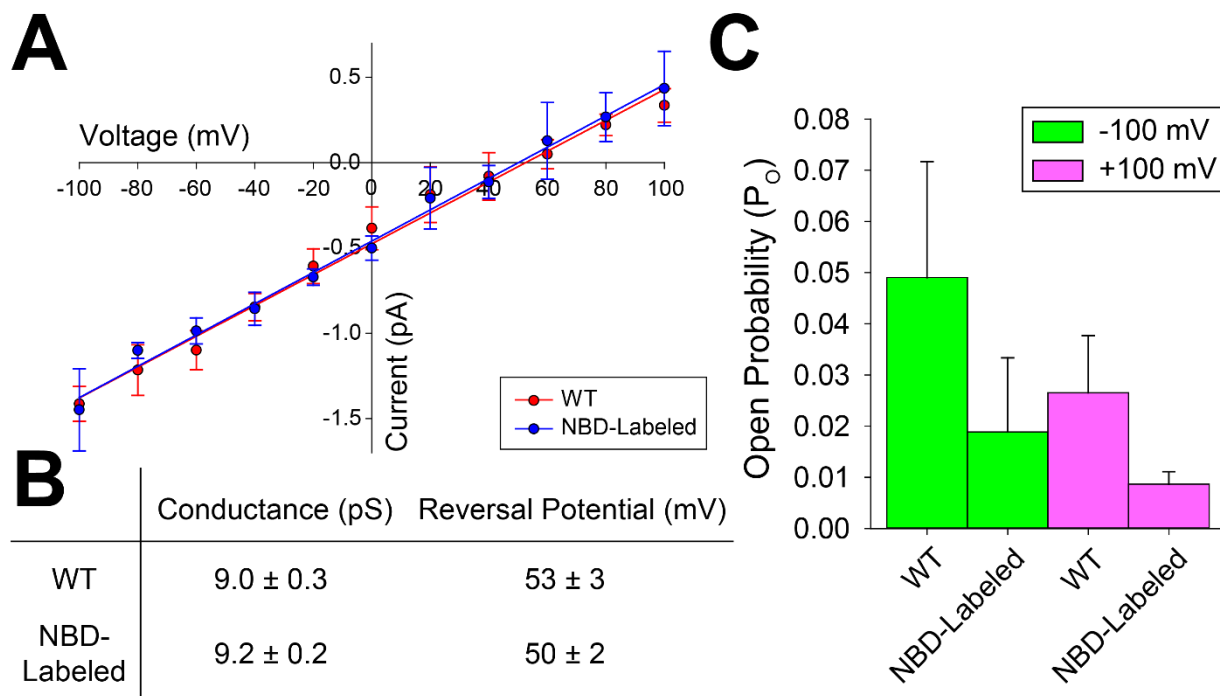 A
Voltage (mV)
0.5
0.0
-0.5
-1.0
-1.5
-100 -80 -60 -40 -20 0 20 40 60 80 100
Current (pA)
WT
NBD-Labeled
B
Conductance (pS) Reversal Potential (mV)
WT 9.0 ± 0.3 53 ± 3
NBD-
Labeled 9.2 ± 0.2 50 ± 2
C
-100 mV
+100 mV
Open Probability (PO)
0.08
0.07
0.06
0.05
0.04
0.03
0.02
0.01
0.00
WT
NBD-Labeled
WT
NBD-Labeled